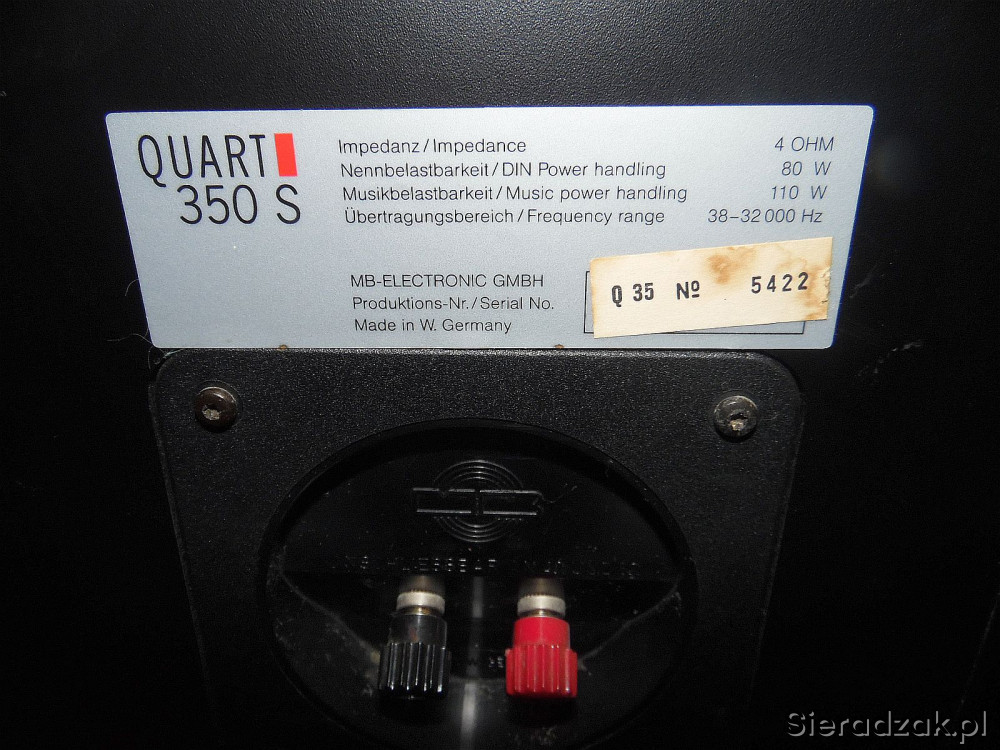 QUART
350 S
Impedanz/Impedance 4 OHM
Nennbelastbarkeit/DIN Power handling 80 W
Musikbelastbarkeit/Music power handling 110 W
Übertragungsbereich/Frequency range 38–32 000 Hz
MB-ELECTRONIC GMBH
Produktions-Nr./Serial No.
Made in W. Germany
Q 35 Nº 5422
MB
Sieradzak.pl